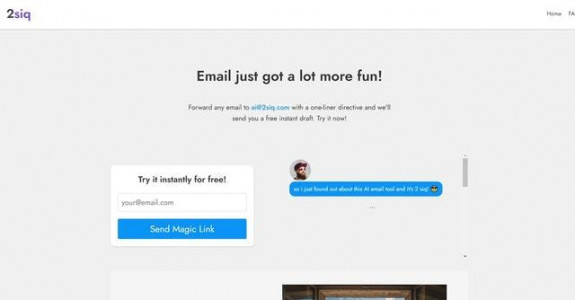 2siq
Home FA
Email just got a lot more fun!
Forward any email to ai@2siq.com with a one-liner directive and we'll
send you a free instant draft. Try it now!
Try it instantly for free!
your@email.com
Send Magic Link
so i just found out about this AI email tool and it's 2 siq! 😎
...